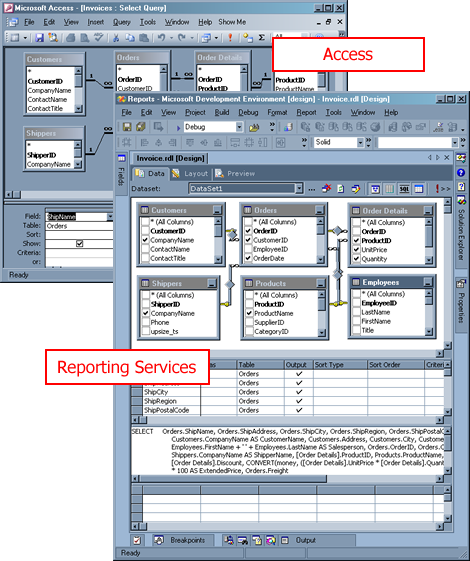 Microsoft Access - [Invoices : Select Query]
File Edit View Insert Query Tools Window Help Show Me
All
Customers
*
CustomerID
CompanyName
ContactName
ContactTitle
Orders
*
OrderID
CustomerID
Order Details
*
OrderID
ProductID
*
ProductID
ProductName
Shippers
*
ShipperID
CompanyName
Access
Field: ShipName
Table: Orders
Sort:
Show:
Criteria:
or:
Ready
Reports - Microsoft Development Environment [design] - Invoice.rdl [Design]
File Edit View Project Build Debug Format Report Tools Window Help
Debug
Solid
Fields
Invoice.rdl [Design]
Data Layout Preview
Dataset: DataSet1 ... SQL
Solution Explorer
Properties
Customers
* (All Columns)
CustomerID
CompanyName
ContactName
ContactTitle
Orders
* (All Columns)
OrderID
CustomerID
EmployeeID
OrderDate
Order Details
* (All Columns)
OrderID
ProductID
UnitPrice
Quantity
Shippers
* (All Columns)
ShipperID
CompanyName
Phone
upsize_ts
Products
* (All Columns)
ProductID
ProductName
SupplierID
CategoryID
Employees
* (All Columns)
EmployeeID
LastName
FirstName
Title
Reporting Services
Table Output Sort Type Sort Order Criteri
Orders
Orders
ShipCity Orders
ShipRegion Orders
ShipPostalCode Orders
SELECT Orders.ShipName, Orders.ShipAddress, Orders.ShipCity, Orders.ShipRegion, Orders.ShipPostalC
Customers.CompanyName AS CustomerName, Customers.Address, Customers.City, Custome
Employees.FirstName + ' ' + Employees.LastName AS Salesperson, Orders.OrderID, Orders.O
Shippers.CompanyName AS ShipperName, [Order Details].ProductID, Products.ProductName,
[Order Details].Discount, CONVERT(money, ([Order Details].UnitPrice * [Order Details].Quant
* 100 AS ExtendedPrice, Orders.Freight
Breakpoints Output
Ready